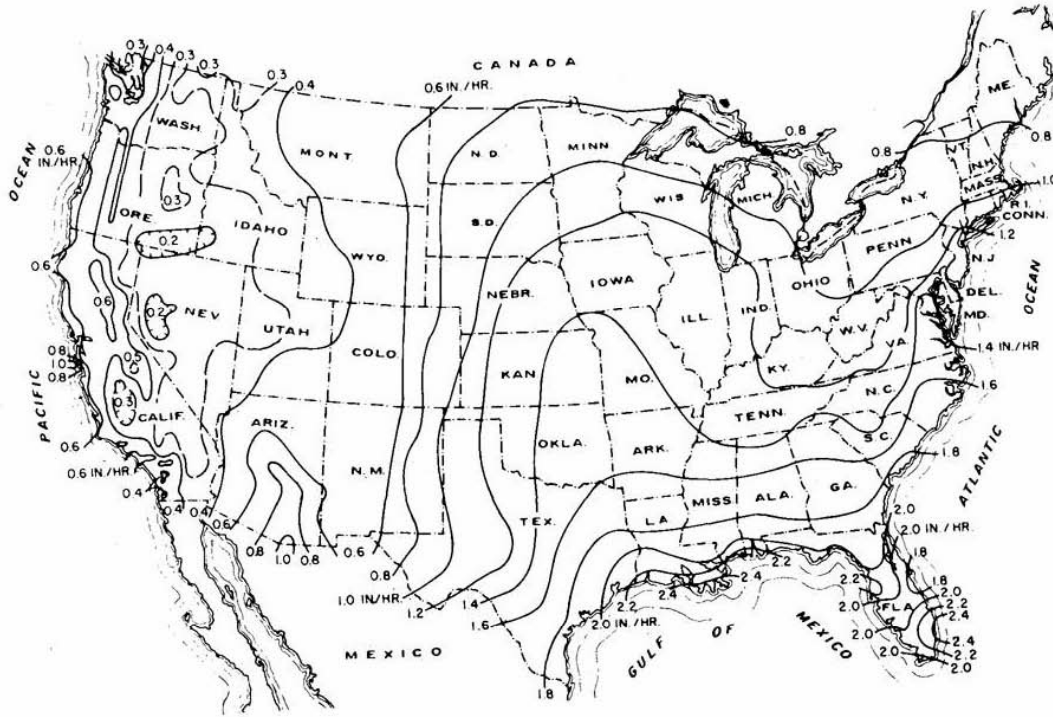 CANADA
0.3
0.4
0.3
0.3
0.3
0.4
0.6 IN/HR.
WASH.
MONT.
N.D.
MINN.
0.8
0.8
ME.
VT.
N.H.
0.8
MASS.
1.0
0.6
IN/HR
OCEAN
ORE.
0.3
IDAHO
S.D.
WIS.
MICH.
N.Y.
R.I.
CONN.
1.2
0.2
WYO.
PENN.
N.J.
0.6
0.6
NEBR.
IOWA
OHIO
DEL.
MD.
OCEAN
0.2
NEV.
UTAH
COLO.
ILL.
IND.
W.V.
VA.
1.4 IN/HR
0.8
1.0
0.8
0.5
KAN.
MO.
KY.
1.6
PACIFIC
0.3
CALIF.
ARIZ.
TENN.
N.C.
0.6
N.M.
OKLA.
ARK.
S.C.
1.8
ATLANTIC
0.6 IN/HR.
0.4
0.4
0.4
0.6
TEX.
LA.
MISS.
ALA.
GA.
2.0
2.0 IN/HR.
0.8
1.0
0.8
0.6
0.8
1.8
1.0 IN/HR.
1.2
1.4
1.6
2.0 IN/HR.
2.2
2.4
2.4
2.2
2.2
2.0
FLA.
1.8
2.0
2.2
2.4
2.0
2.4
2.2
2.0
2.0
MEXICO
GULF OF MEXICO
1.8